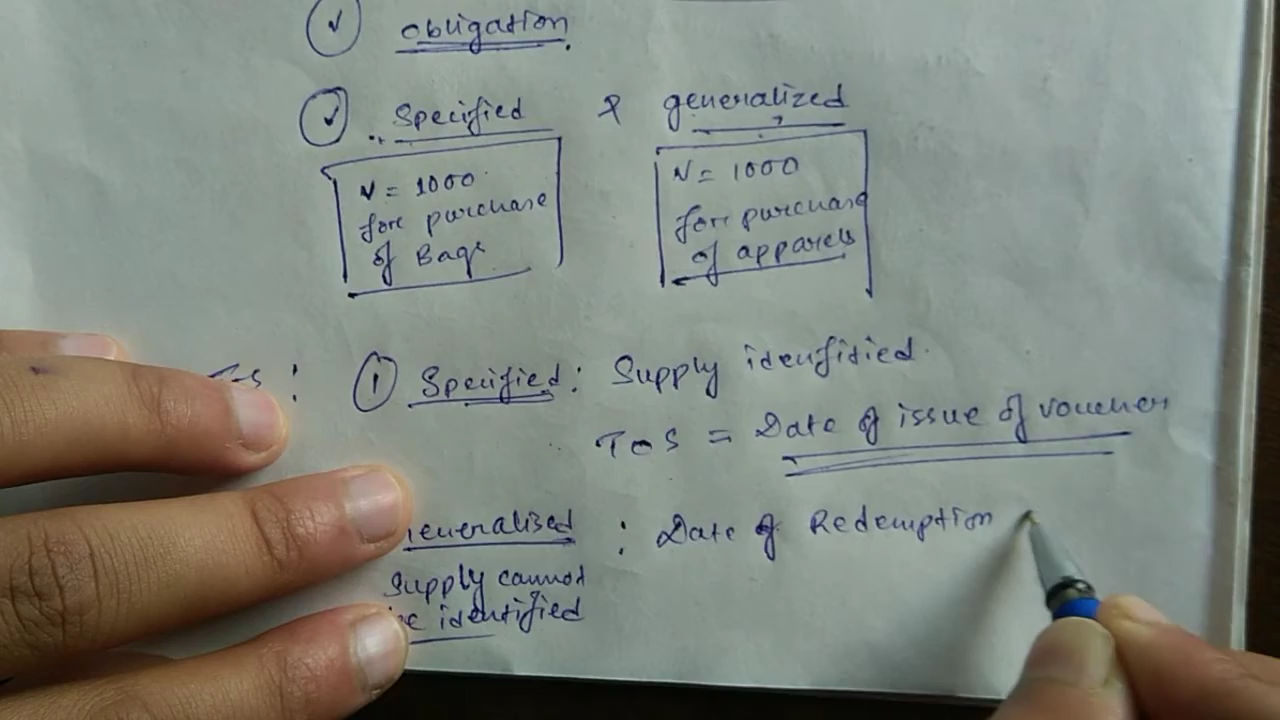 obligation.
Specified & generalized
V = 1000
for purchase
of Bags
V = 1000
for purchase
of apparels
① Specified : Supply identified.
TOS = Date of issue of voucher
: Date of Redemption
Supply cannot
identified